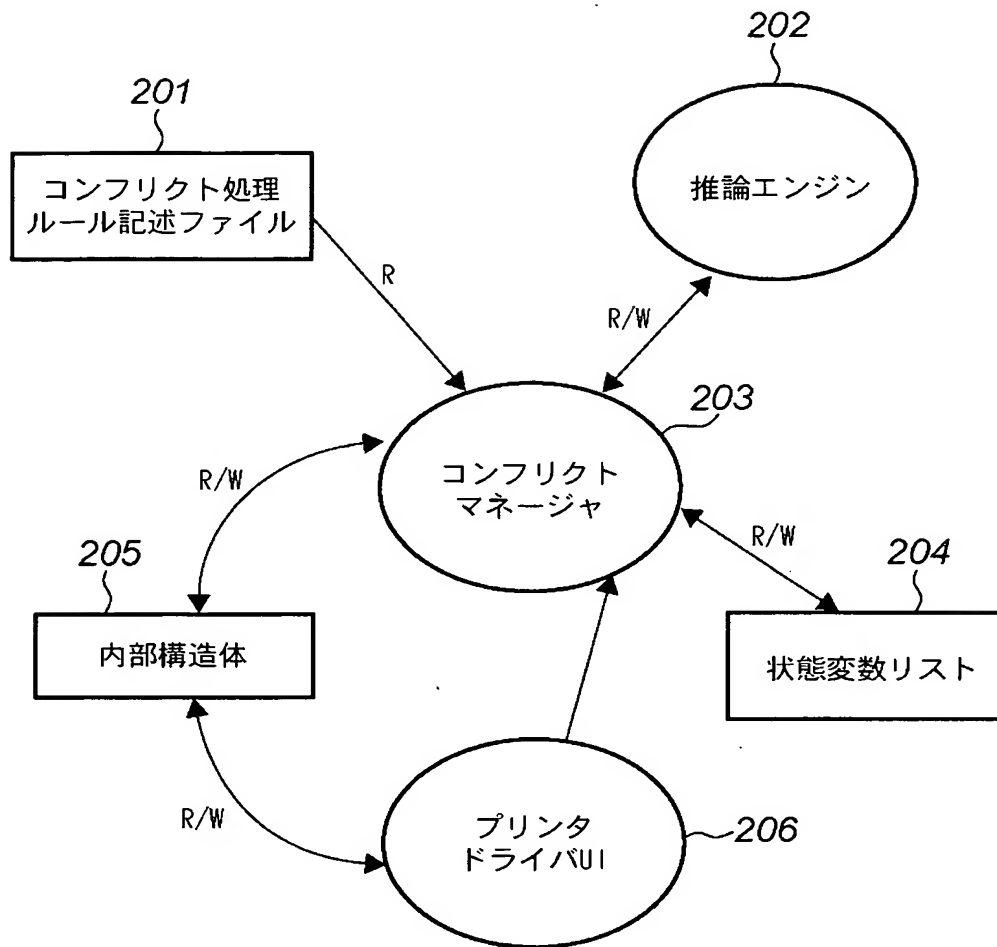 202
201
コンフリクト処理
ルール記述ファイル
推論エンジン
R
R/W
203
コンフリクト
マネージャ
R/W
R/W
205
204
内部構造体
状態変数リスト
R/W
プリンタ
ドライバUI
206